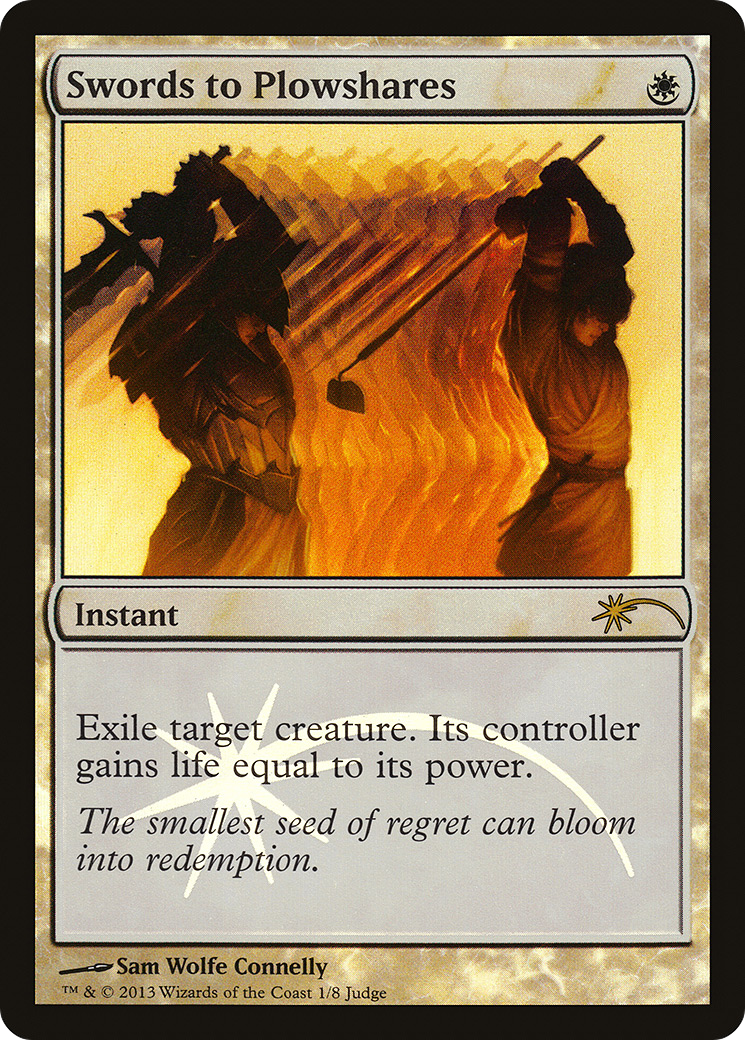 Swords to Plowshares
Instant
Exile target creature. Its controller
gains life equal to its power.
The smallest seed of regret can bloom
into redemption.
Sam Wolfe Connelly
™ & © 2013 Wizards of the Coast 1/8 Judge